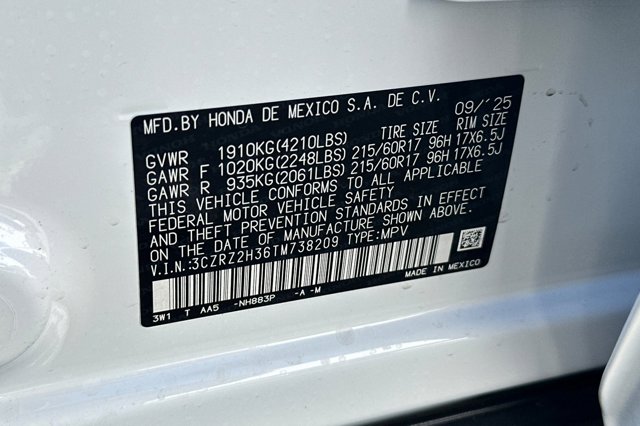 MFD.BY HONDA DE MEXICO S.A. DE C.V. 09/´25
TIRE SIZE RIM SIZE
GVWR 1910KG(4210LBS)
GAWR F 1020KG(2248LBS) 215/60R17 96H 17X6.5J
GAWR R 935KG(2061LBS) 215/60R17 96H 17X6.5J
THIS VEHICLE CONFORMS TO ALL APPLICABLE
FEDERAL MOTOR VEHICLE SAFETY
AND THEFT PREVENTION STANDARDS IN EFFECT
ON THE DATE OF MANUFACTURE SHOWN ABOVE.
V.I.N.:3CZRZ2H36TM738209 TYPE:MPV
MADE IN MEXICO
3W1 T AA5 -NH883P -A -M